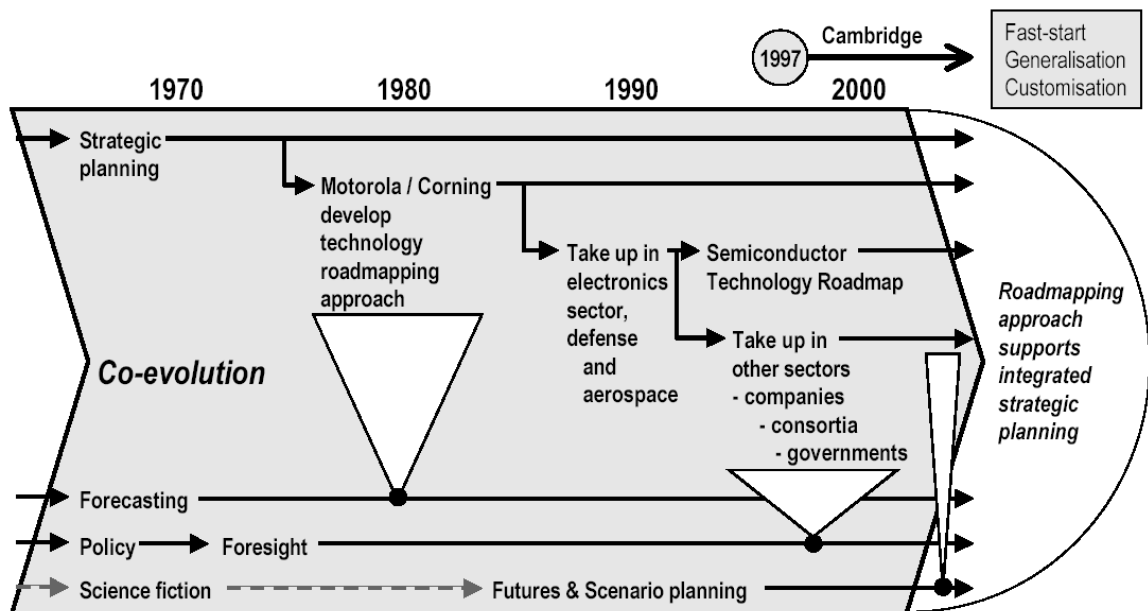 1997
Cambridge
Fast-start
Generalisation
Customisation
1970
1980
1990
2000
Strategic
planning
Motorola / Corning
develop
technology
roadmapping
approach
Take up in
electronics
sector,
defense
and
aerospace
Semiconductor
Technology Roadmap
Take up in
other sectors
- companies
- consortia
- governments
Roadmapping
approach
supports
integrated
strategic
planning
Co-evolution
Forecasting
Policy
Foresight
Science fiction
Futures & Scenario planning